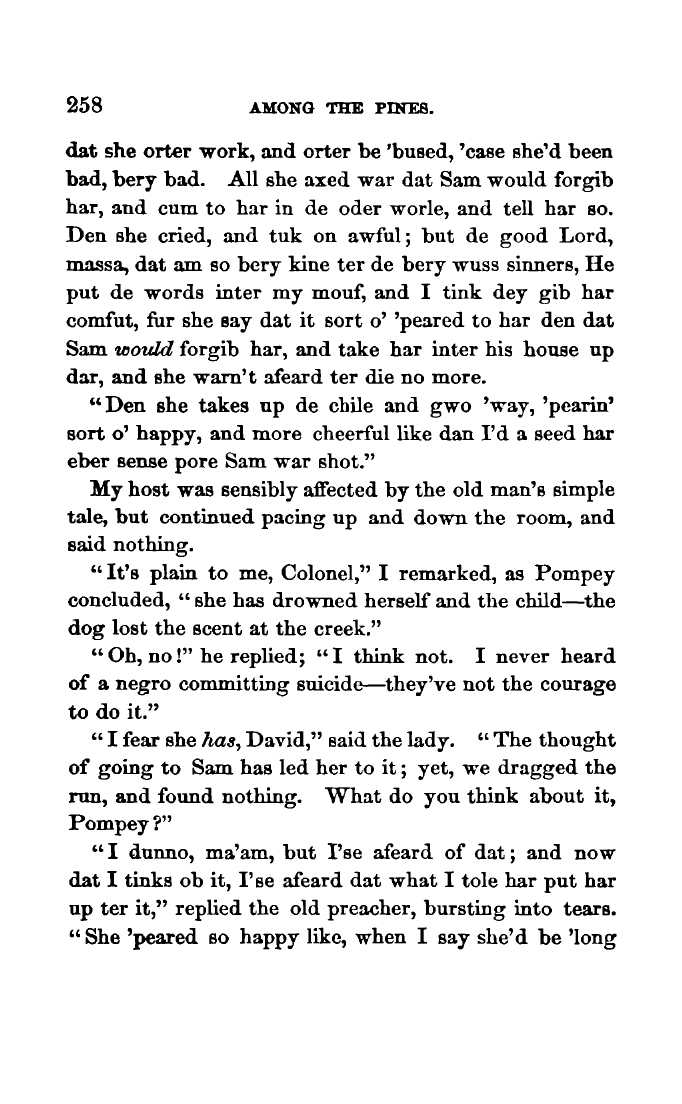 258 AMONG THE PINES.
dat she orter work, and orter be 'bused, 'case she'd been
bad, bery bad. All she axed war dat Sam would forgib
har, and cum to har in de oder worle, and tell har so.
Den she cried, and tuk on awful; but de good Lord,
massa, dat am so bery kine ter de bery wuss sinners, He
put de words inter my mouf, and I tink dey gib har
comfut, fur she say dat it sort o' 'peared to har den dat
Sam would forgib har, and take har inter his house up
dar, and she warn't afeard ter die no more.
“Den she takes up de chile and gwo 'way, 'pearin'
sort o' happy, and more cheerful like dan I'd a seed har
eber sense pore Sam war shot.”
My host was sensibly affected by the old man's simple
tale, but continued pacing up and down the room, and
said nothing.
“It's plain to me, Colonel,” I remarked, as Pompey
concluded, “she has drowned herself and the child—the
dog lost the scent at the creek.”
“Oh, no!” he replied; “I think not. I never heard
of a negro committing suicide—they've not the courage
to do it.”
“I fear she has, David,” said the lady. “The thought
of going to Sam has led her to it; yet, we dragged the
run, and found nothing. What do you think about it,
Pompey?”
“I dunno, ma'am, but I'se afeard of dat; and now
dat I tinks ob it, I'se afeard dat what I tole har put har
up ter it,” replied the old preacher, bursting into tears.
“She 'peared so happy like, when I say she'd be 'long